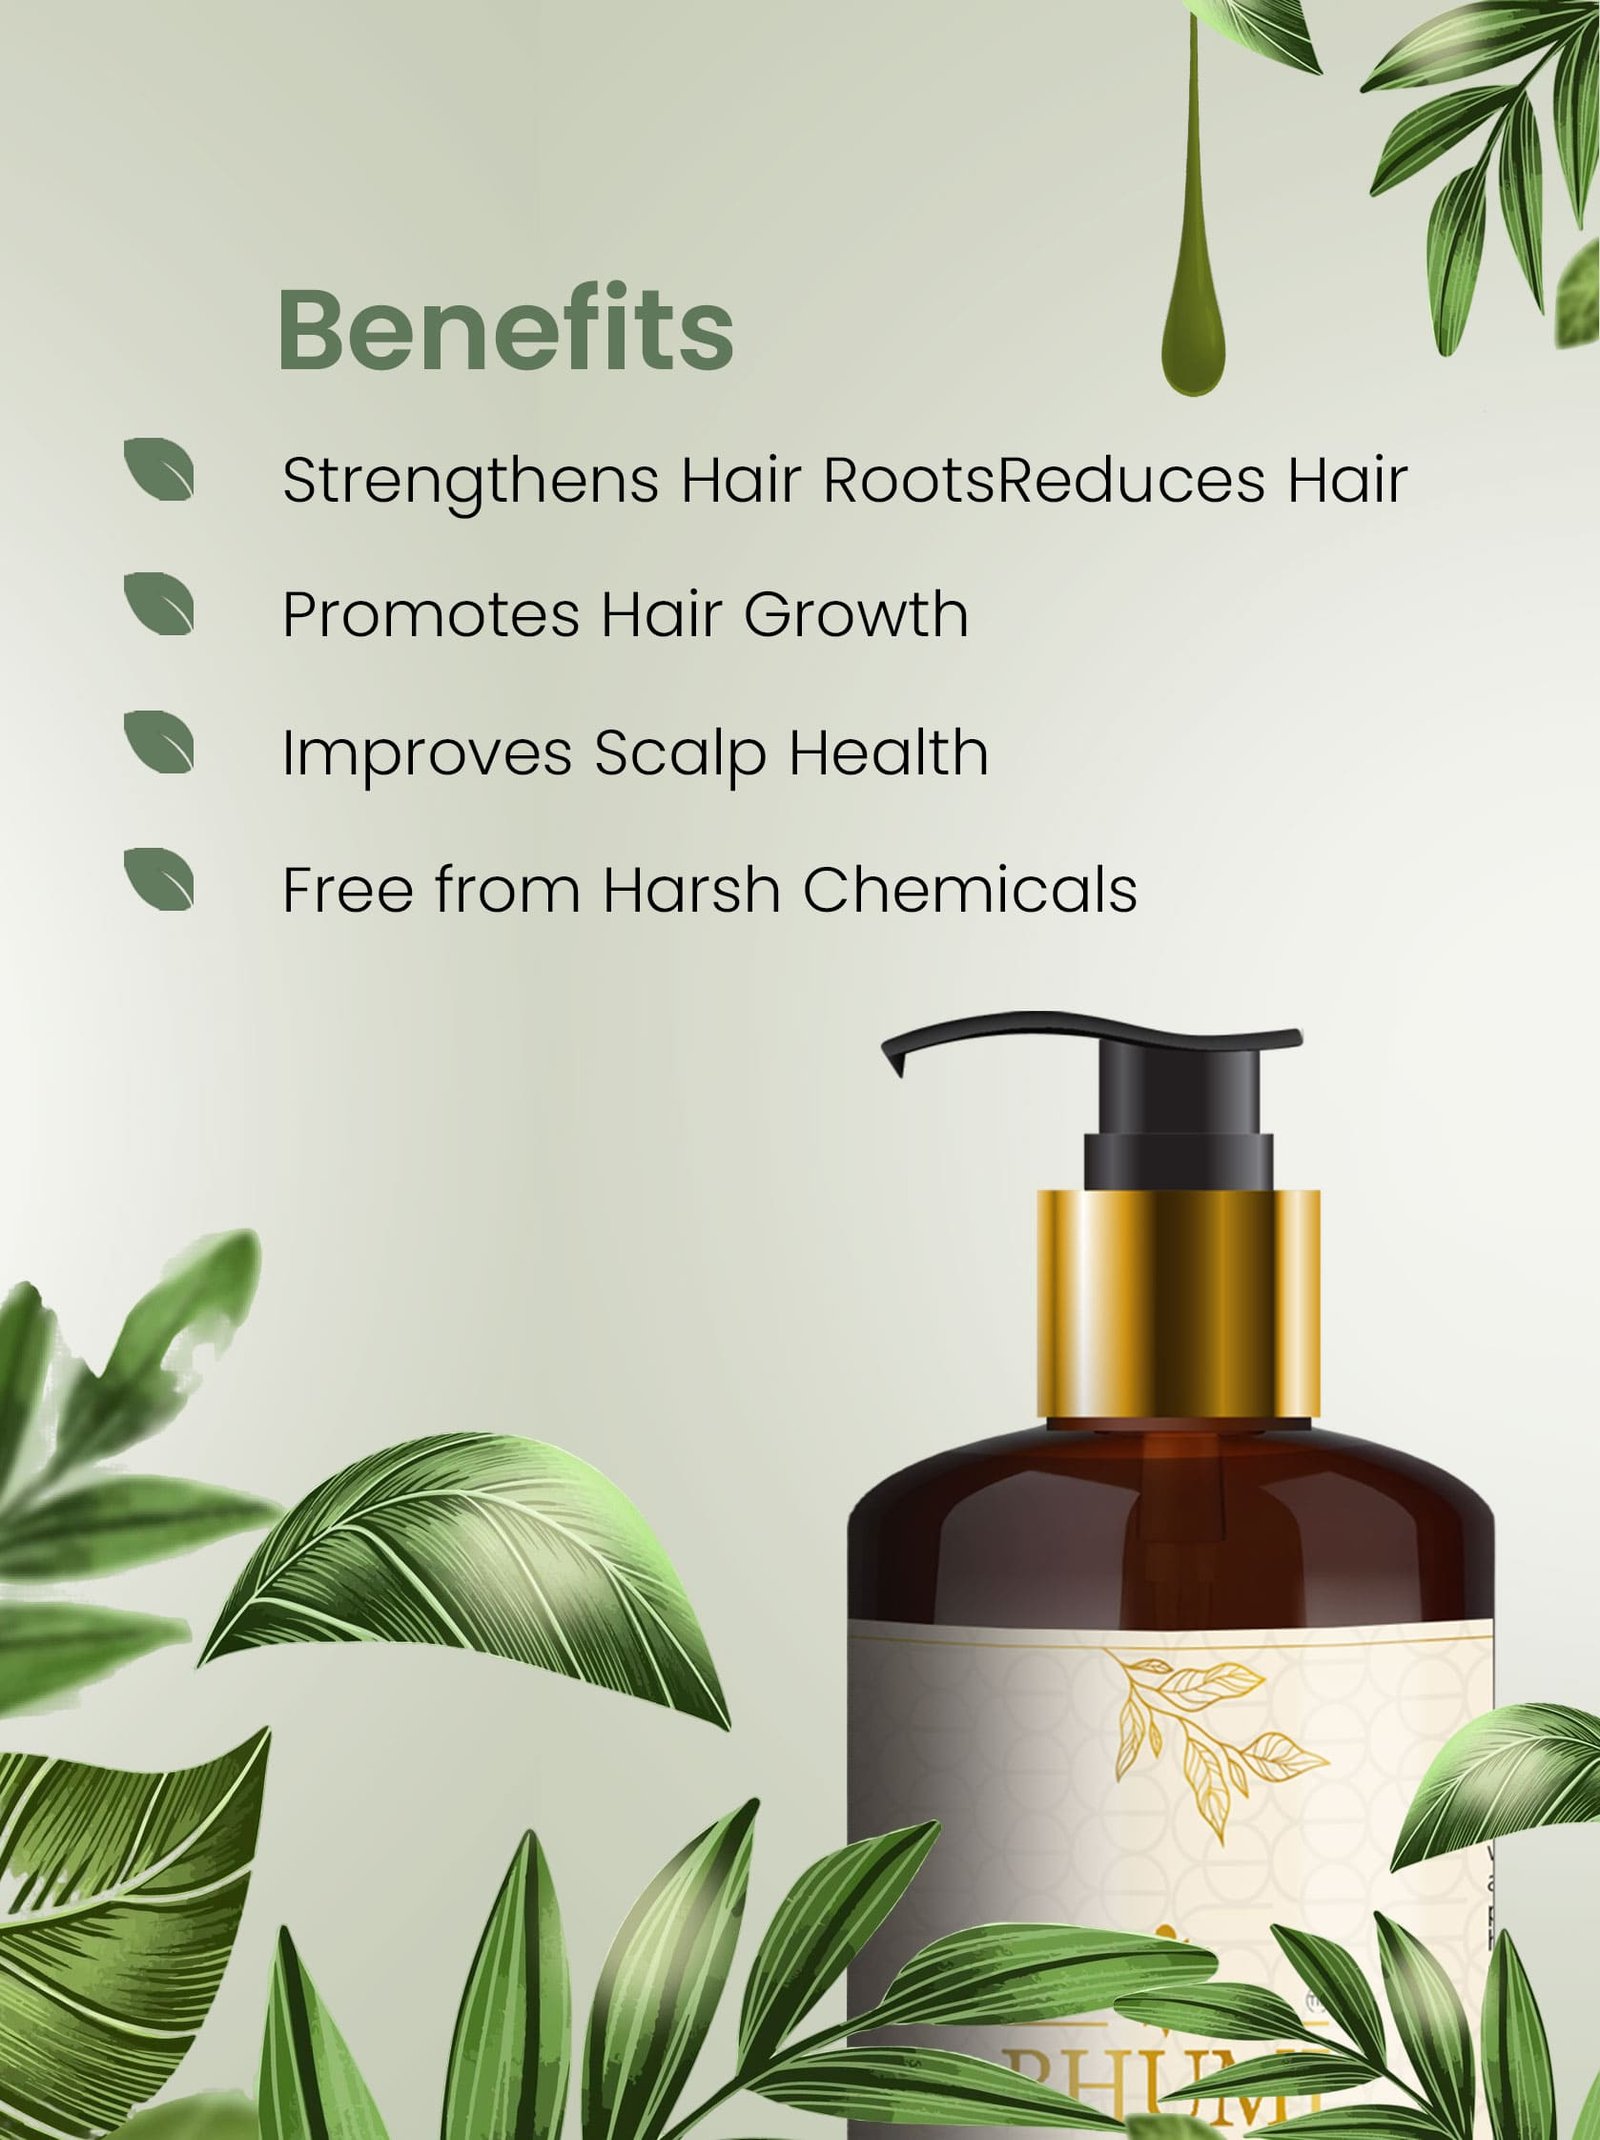 Benefits
Strengthens Hair RootsReduces Hair
Promotes Hair Growth
Improves Scalp Health
Free from Harsh Chemicals